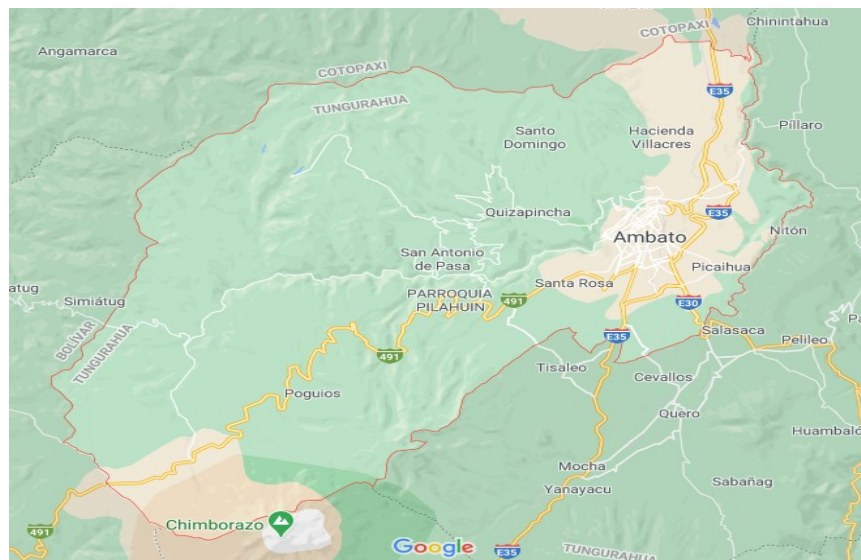 COTOPAXI
Chinintahua
Angamarca
COTOPAXI
TUNGURAHUA
E35
Santo
Domingo
Hacienda
Villacres
Píllaro
Quizapincha
E35
Ambato
Nitón
San Antonio
de Pasa
Picaihua
Santa Rosa
atug
Simiátug
PARROQUIA
PILAHUIN
491
E30
BOLÍVAR
TUNGURAHUA
E35
Salasaca
Pelileo
Pa
491
Tisaleo
Cevallos
Poguios
Quero
Huambaló
Mocha
Yanayacu
Sabañag
Chimborazo
491
Google
E35
TUNGURAHUA